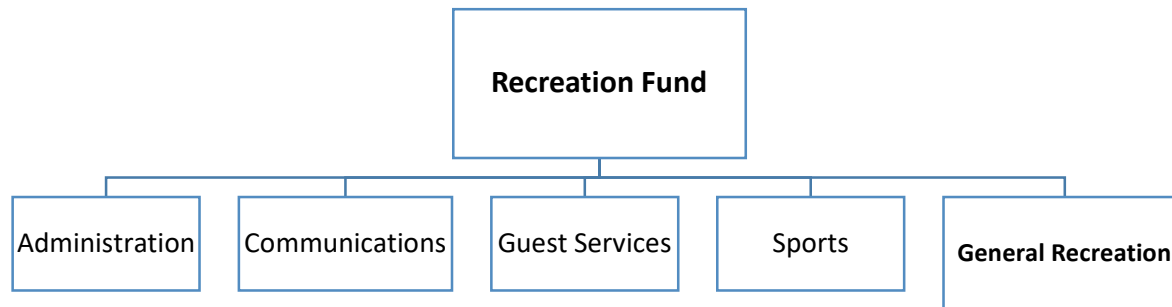 Recreation Fund
Administration
Communications
Guest Services
Sports
General Recreation